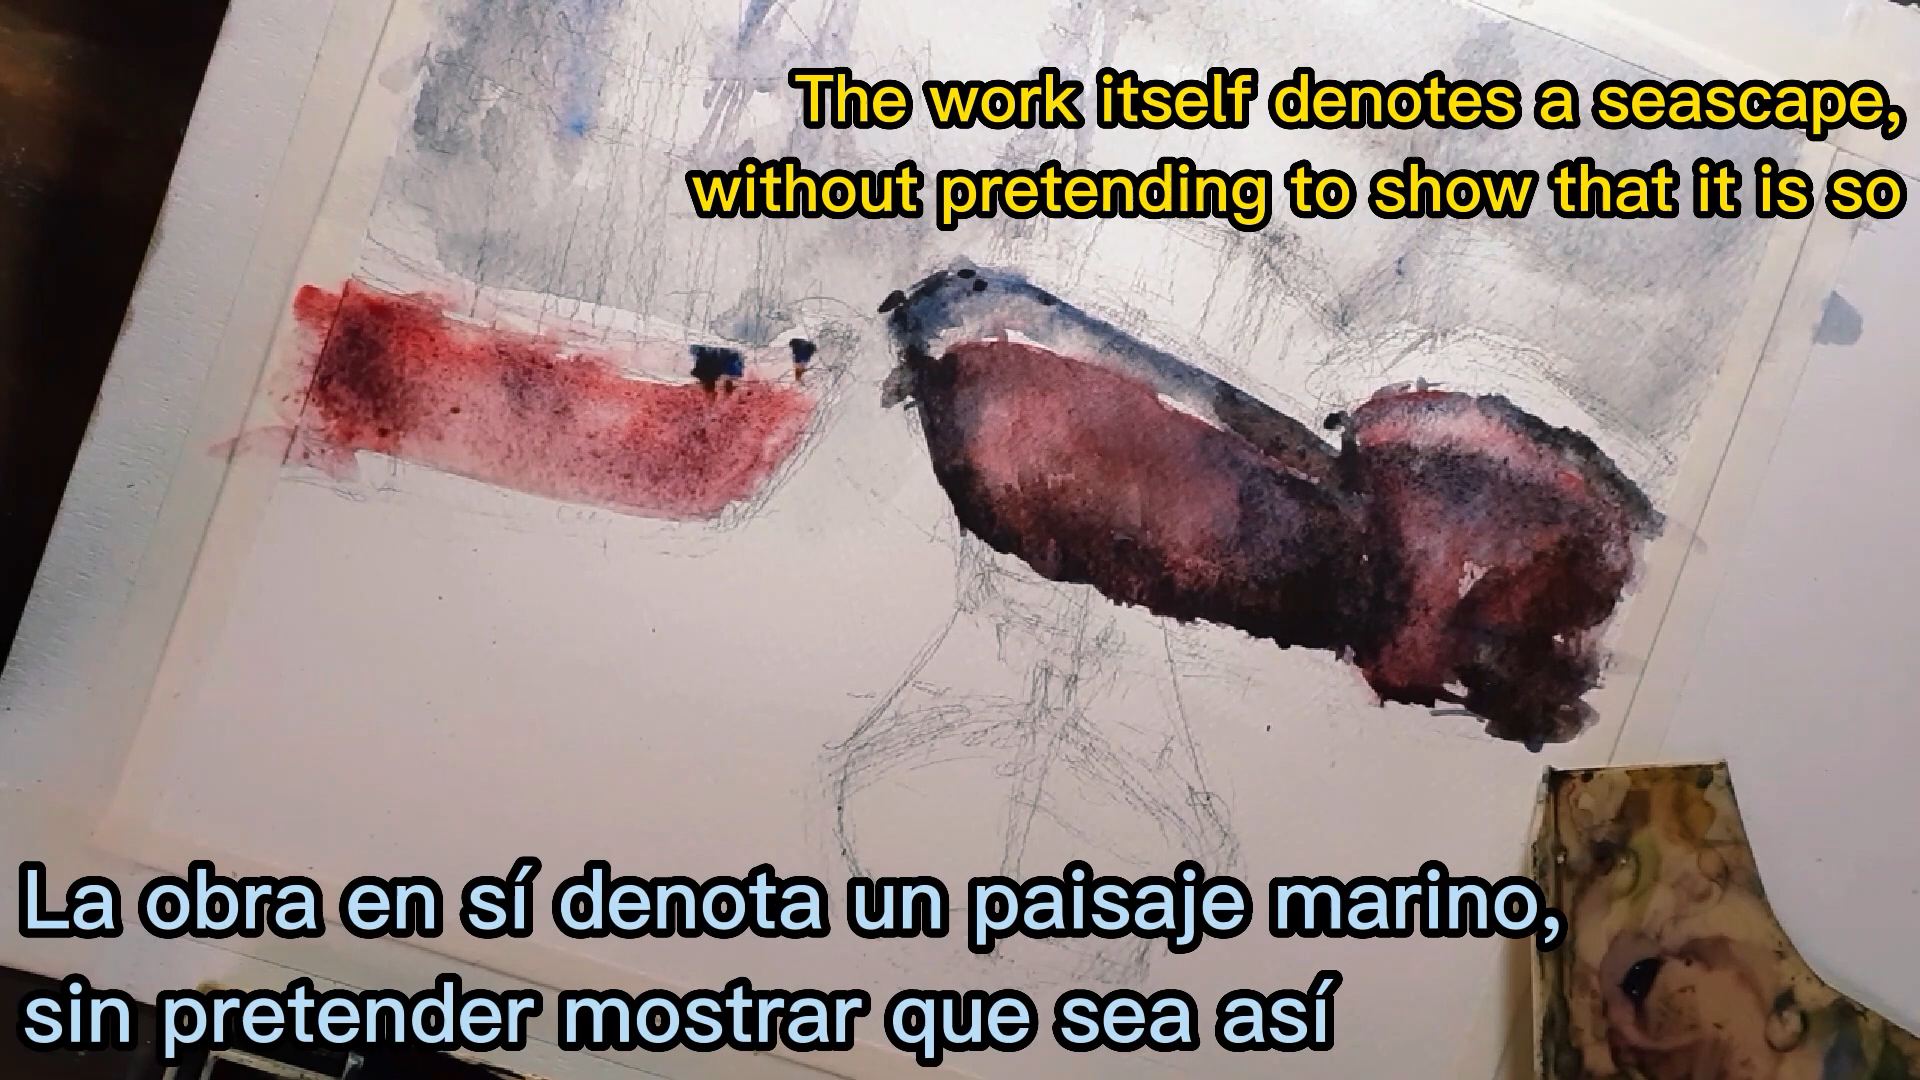 The work itself denotes a seascape,
without pretending to show that it is so
La obra en sí denota un paisaje marino,
sin pretender mostrar que sea así